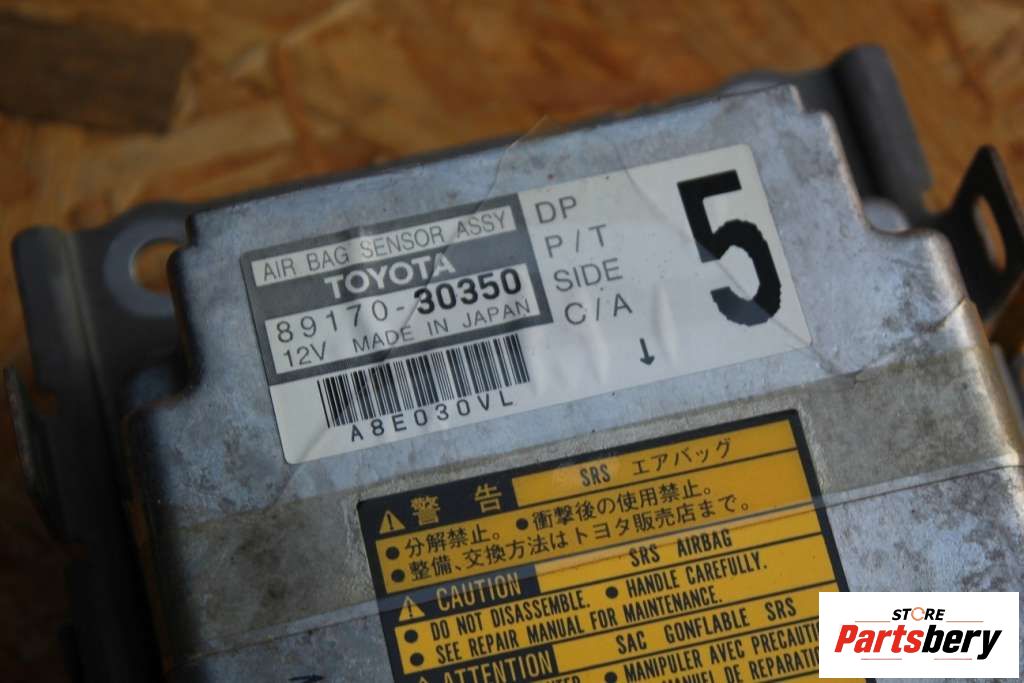 AIR BAG SENSOR ASSY
TOYOTA
89170-30350
12V MADE IN JAPAN
A8E030VL
DP
P/T
SIDE
C/A
↓
5
⚠警告 SRS エアバッグ
●分解禁止。 ●衝撃後の使用禁止。
●整備、交換方法はトヨタ販売店まで。
⚠CAUTION SRS AIRBAG
● DO NOT DISASSEMBLE. ● HANDLE CAREFULLY.
● SEE REPAIR MANUAL FOR MAINTENANCE.
⚠ATTENTION SAC GONFLABLE SRS
● MANIPULER AVEC
MANUEL DE
STORE
Partsbery